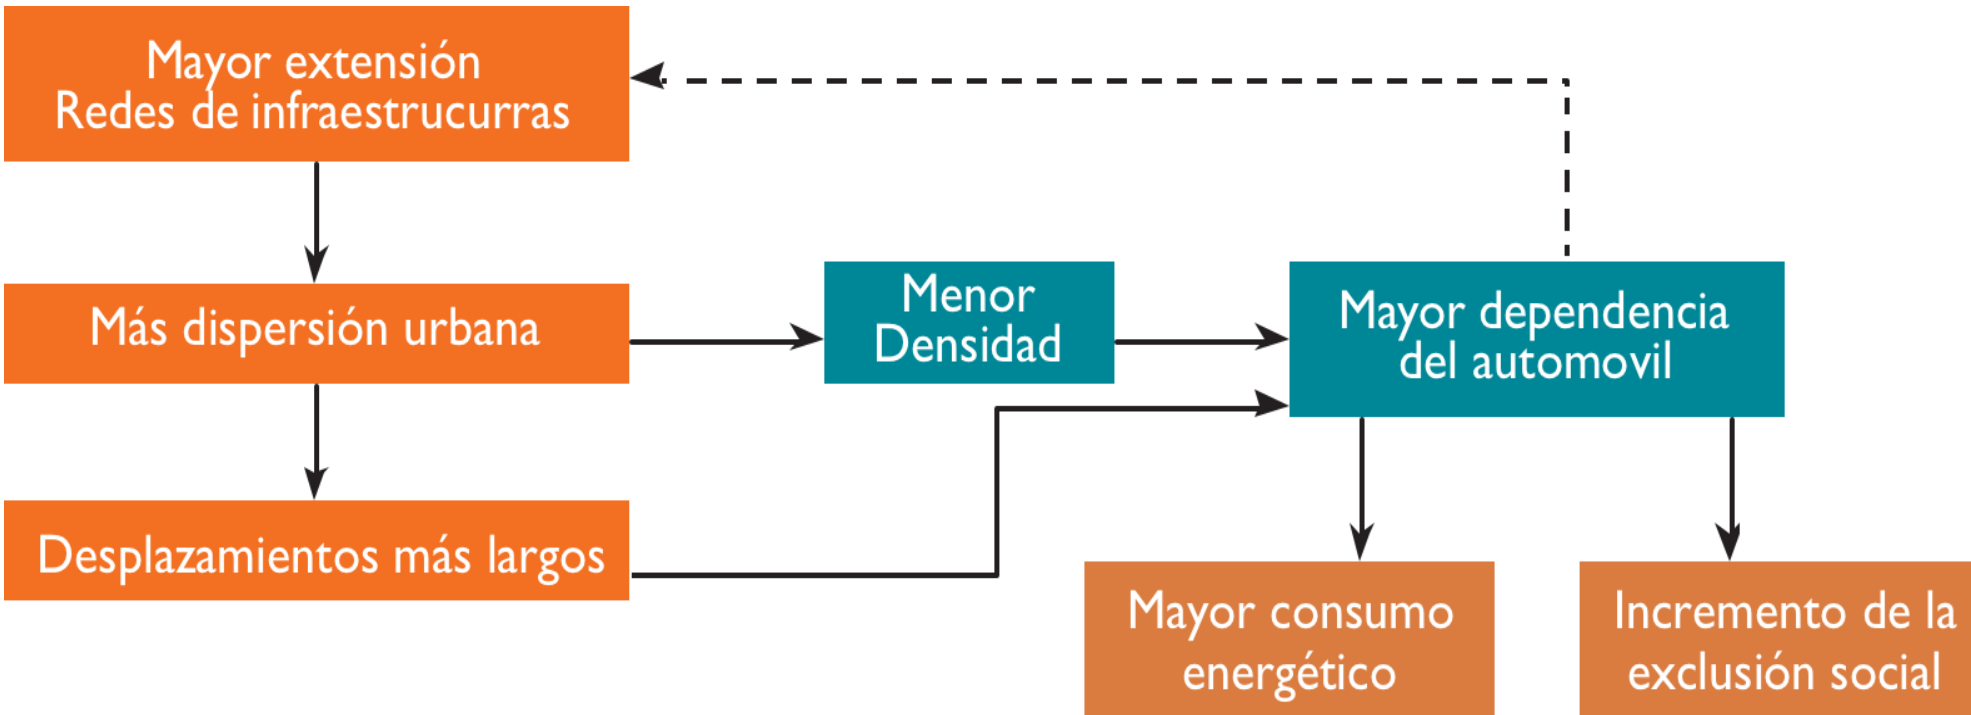 Mayor extensión
Redes de infraestrucurras
Más dispersión urbana
Menor
Densidad
Mayor dependencia
del automovil
Desplazamientos más largos
Mayor consumo
energético
Incremento de la
exclusión social